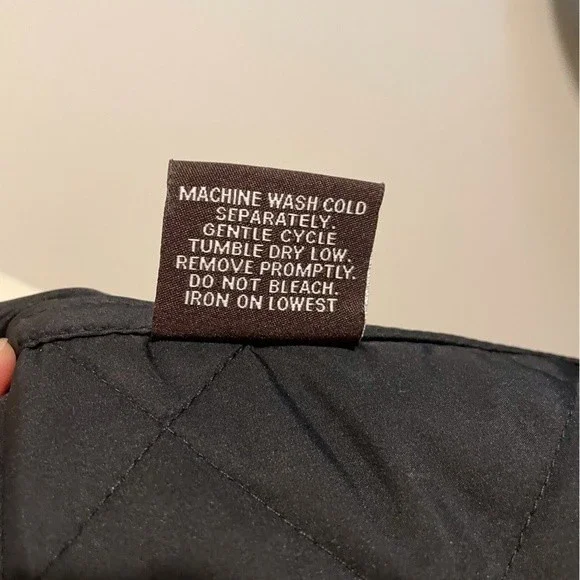 MACHINE WASH COLD
SEPARATELY.
GENTLE CYCLE
TUMBLE DRY LOW.
REMOVE PROMPTLY.
DO NOT BLEACH.
IRON ON LOWEST